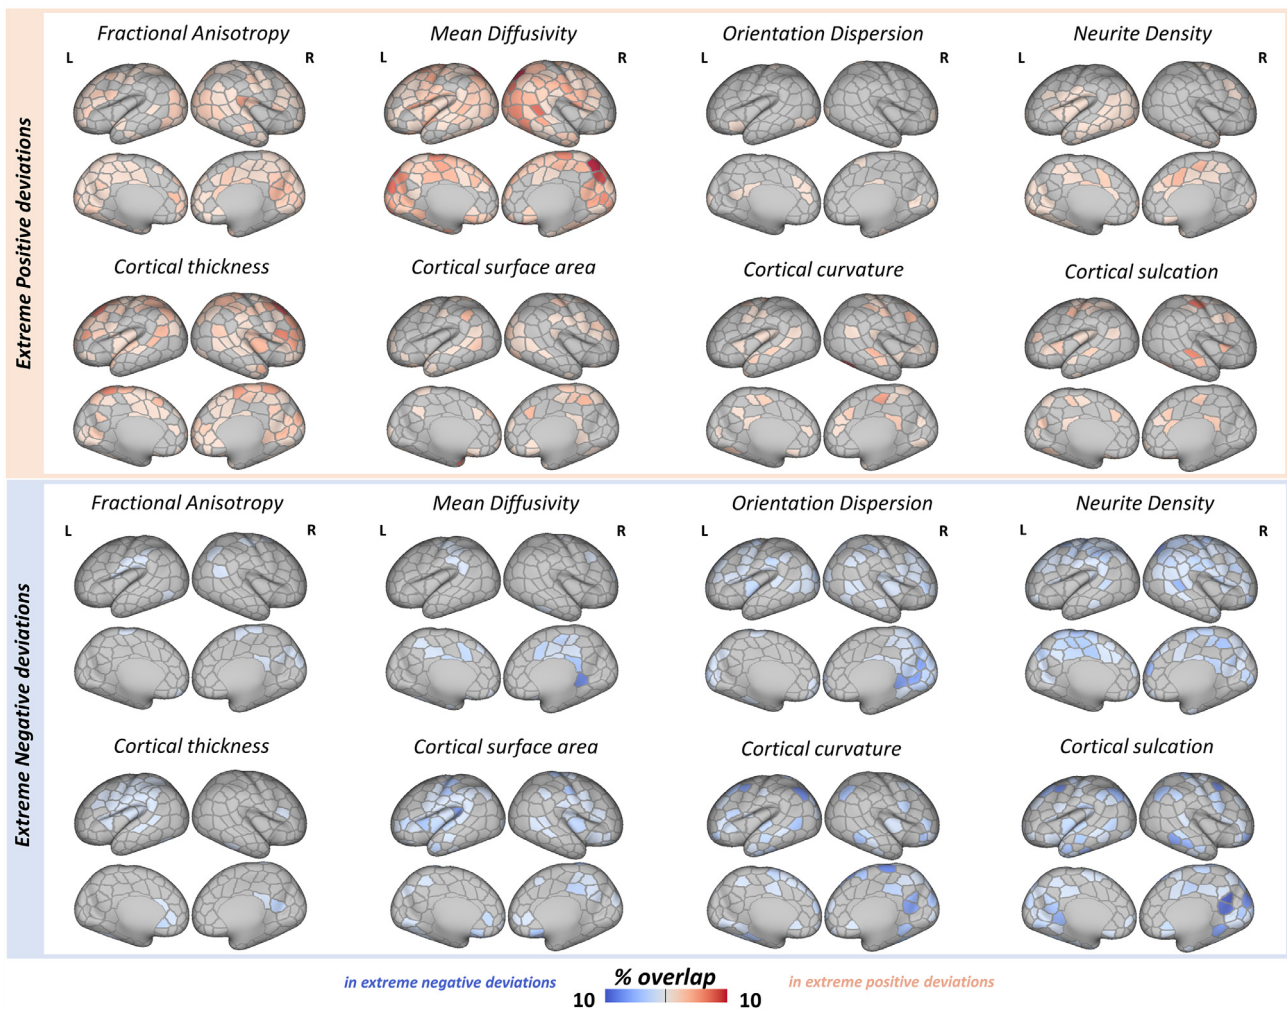 Extreme Positive deviations
Fractional Anisotropy
Mean Diffusivity
Orientation Dispersion
Neurite Density
L R L R L R L R
Cortical thickness
Cortical surface area
Cortical curvature
Cortical sulcation
Extreme Negative deviations
Fractional Anisotropy
Mean Diffusivity
Orientation Dispersion
Neurite Density
L R L R L R L R
Cortical thickness
Cortical surface area
Cortical curvature
Cortical sulcation
in extreme negative deviations
% overlap
in extreme positive deviations
10 10